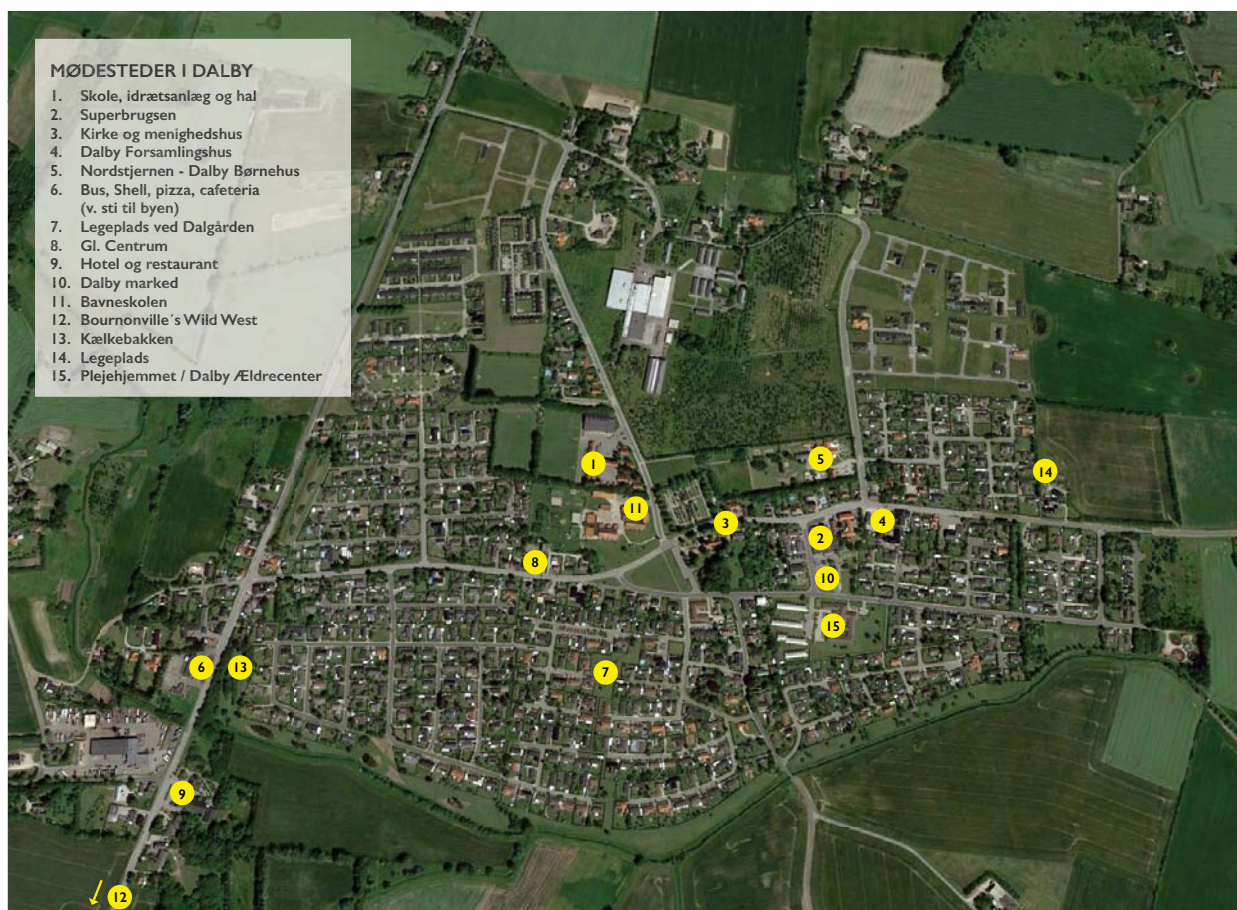 MØDESTEDER I DALBY
1. Skole, idrætsanlæg og hal
2. Superbrugsen
3. Kirke og menighedshus
4. Dalby Forsamlingshus
5. Nordstjernen - Dalby Børnehus
6. Bus, Shell, pizza, cafeteria
(v. sti til byen)
7. Legeplads ved Dalgården
8. Gl. Centrum
9. Hotel og restaurant
10. Dalby marked
11. Bavneskolen
12. Bournonville´s Wild West
13. Kælkebakken
14. Legeplads
15. Plejehjemmet / Dalby Ældrecenter
1
5
14
11
3
4
2
8
10
15
6
13
7
9
12